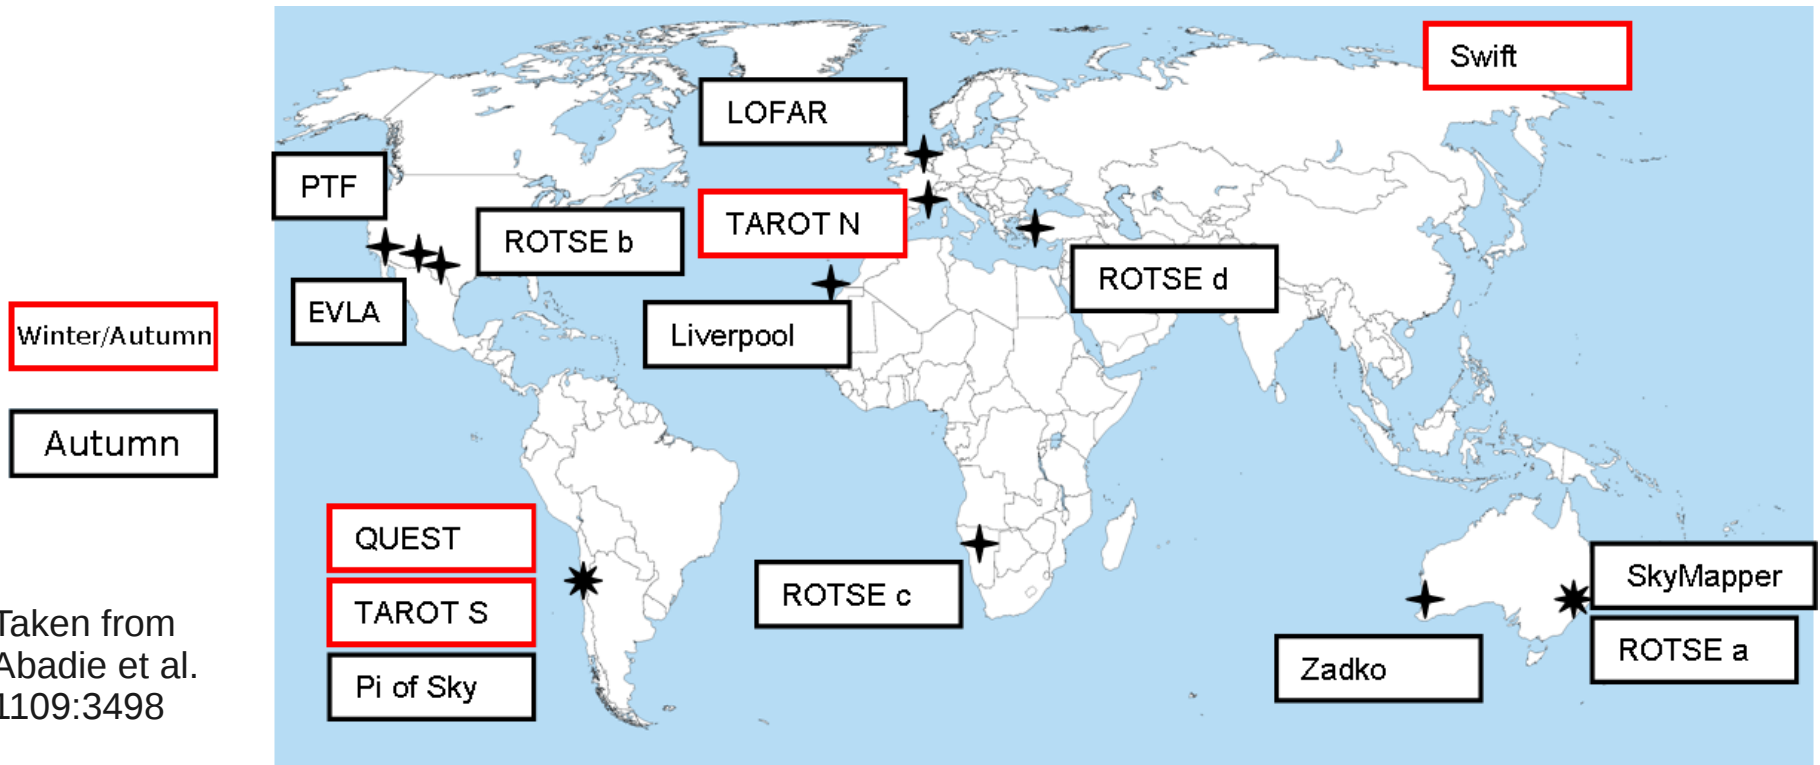 Swift
LOFAR
PTF
TAROT N
ROTSE b
ROTSE d
EVLA
Liverpool
Winter/Autumn
Autumn
QUEST
TAROT S
Pi of Sky
ROTSE c
SkyMapper
ROTSE a
Zadko
Taken from
Abadie et al.
1109:3498